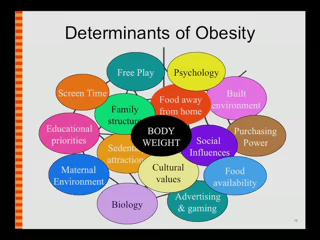 Determinants of Obesity
Free Play
Psychology
Screen Time
Built
environment
Family
structure
Food away
from home
Educational
priorities
BODY
WEIGHT
Purchasing
Power
Social
Influences
Sedentary
attraction
Cultural
values
Maternal
Environment
Food
availability
Biology
Advertising
& gaming